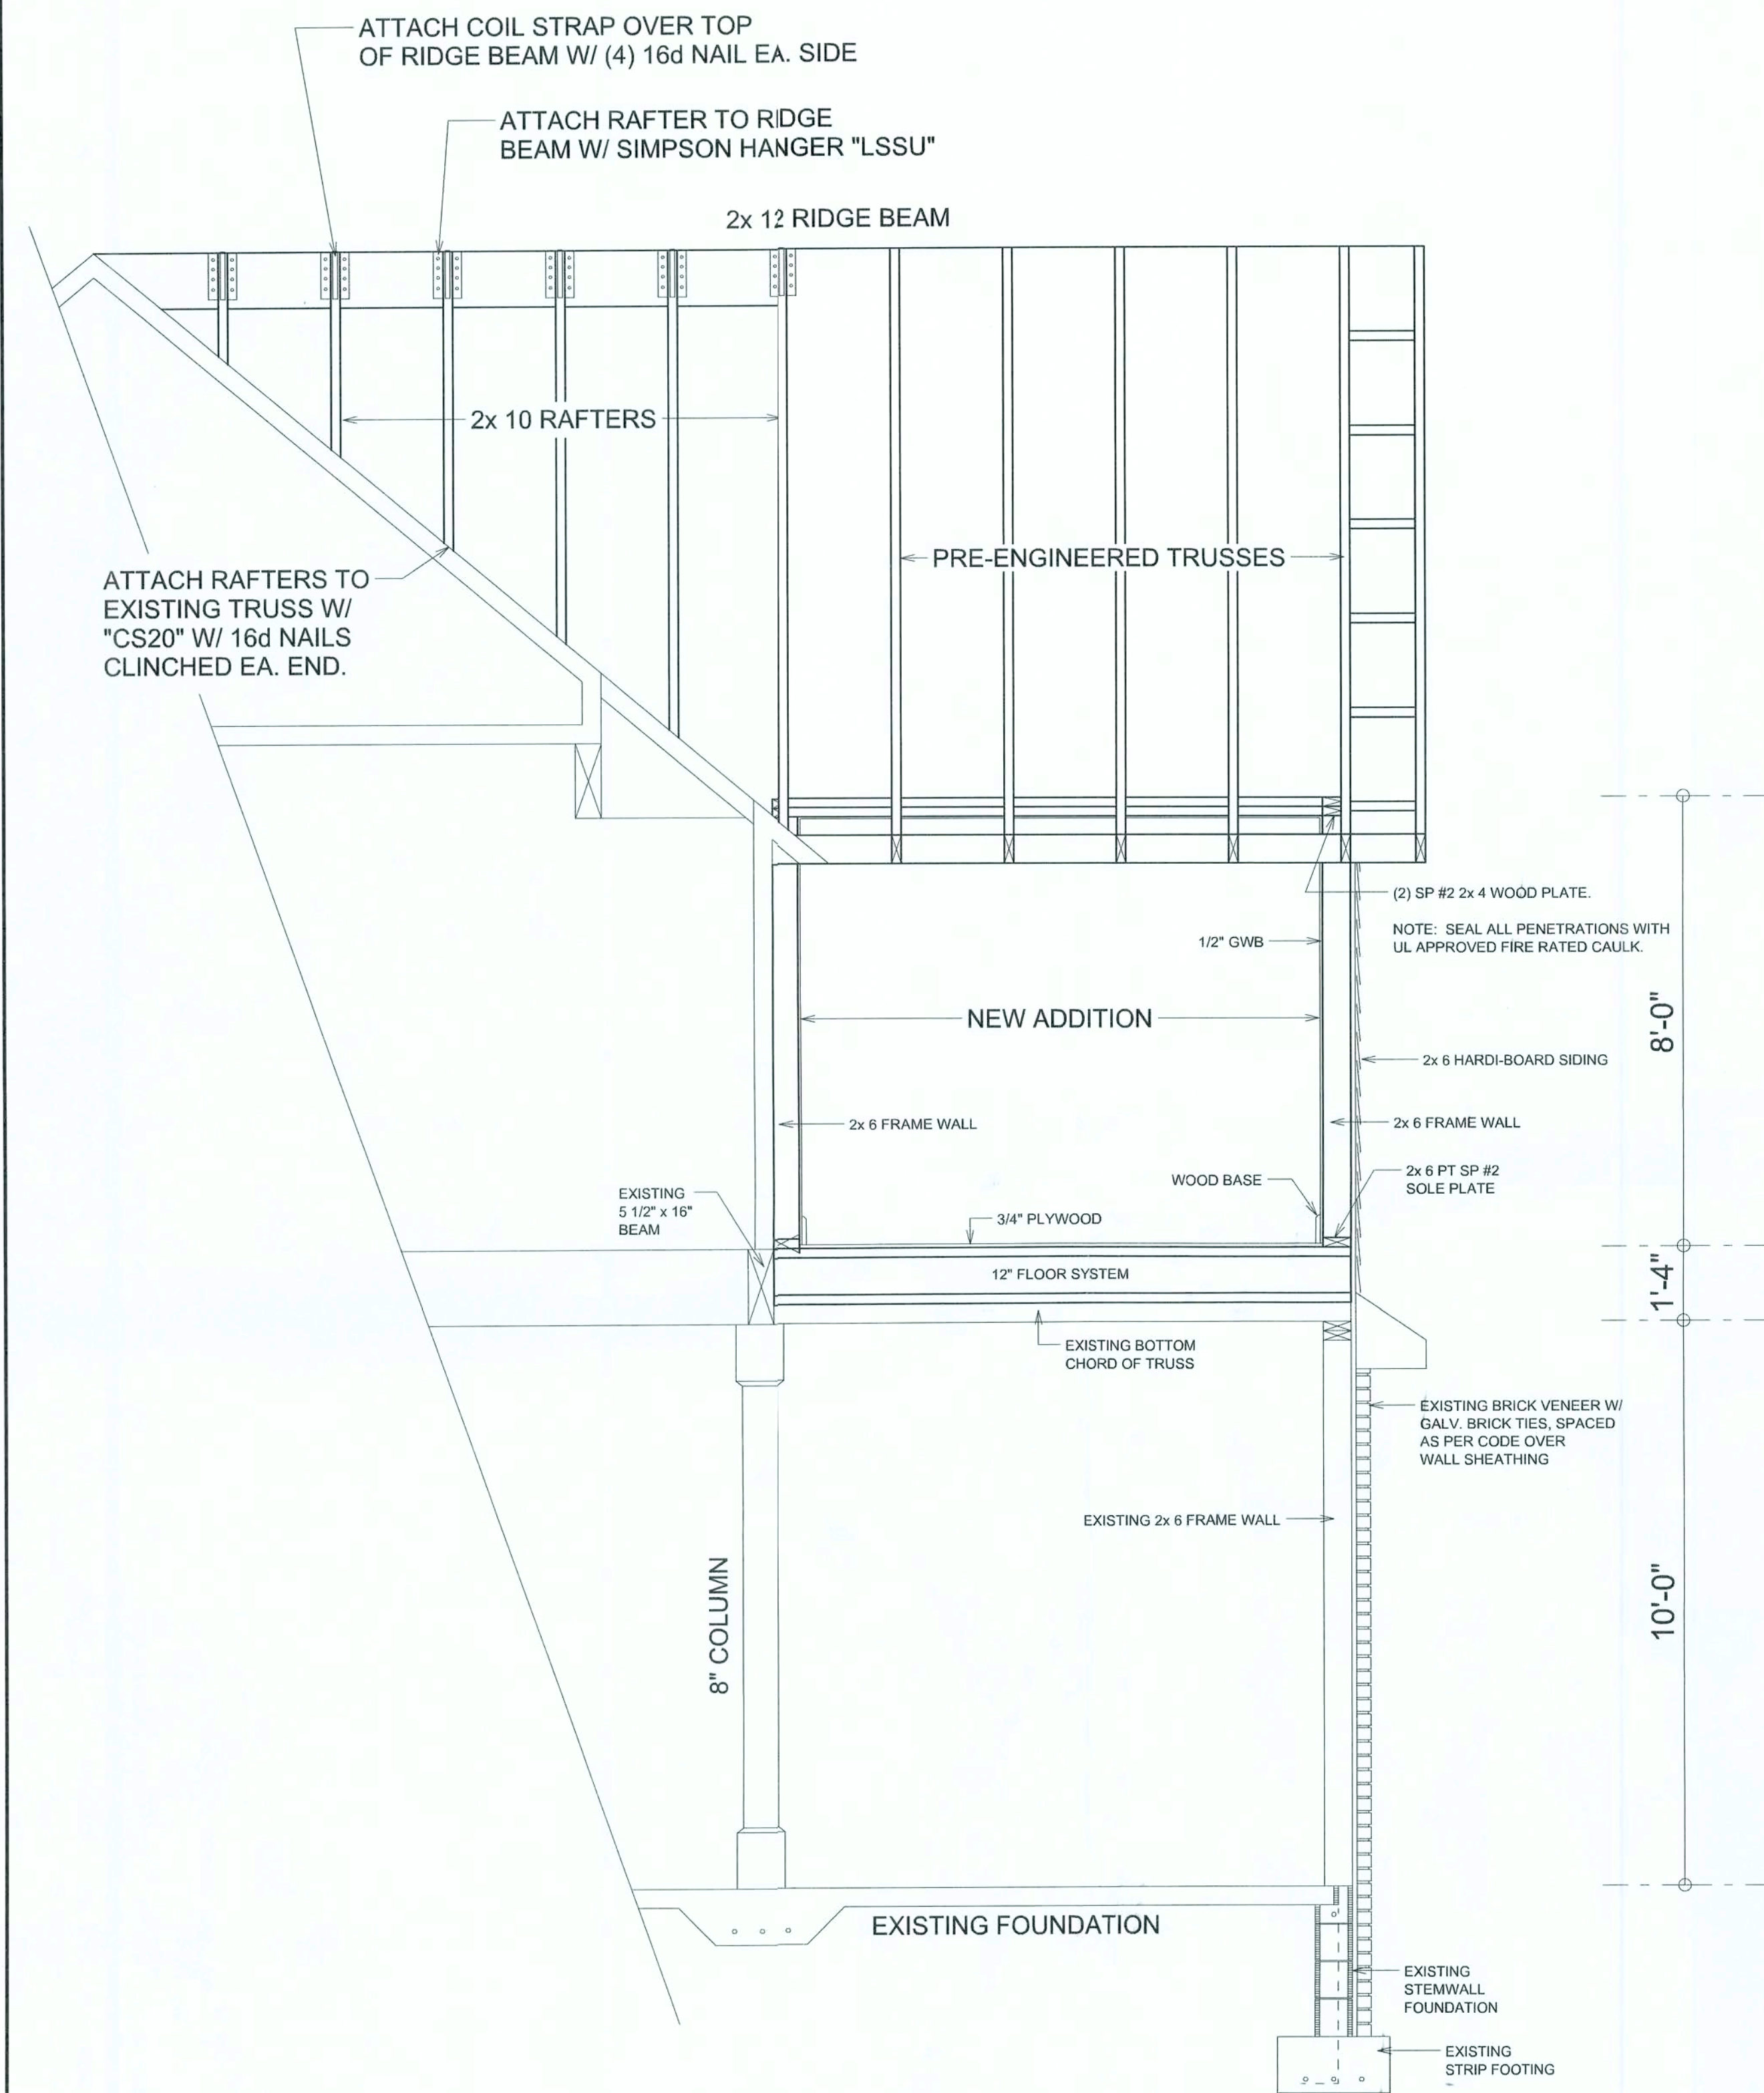 ATTACH COIL STRAP OVER TOP
OF RIDGE BEAM W/ (4) 16d NAIL EA. SIDE
ATTACH RAFTER TO RIDGE
BEAM W/ SIMPSON HANGER "LSSU"
2x 12 RIDGE BEAM
2x 10 RAFTERS
PRE-ENGINEERED TRUSSES
ATTACH RAFTERS TO
EXISTING TRUSS W/
"CS20" W/ 16d NAILS
CLINCHED EA. END.
(2) SP #2 2x 4 WOOD PLATE.
NOTE: SEAL ALL PENETRATIONS WITH
UL APPROVED FIRE RATED CAULK.
1/2" GWB
NEW ADDITION
8'-0"
2x 6 HARDI-BOARD SIDING
2x 6 FRAME WALL
2x 6 FRAME WALL
2x 6 PT SP #2
SOLE PLATE
WOOD BASE
EXISTING
5 1/2" x 16"
BEAM
3/4" PLYWOOD
12" FLOOR SYSTEM
1'-4"
EXISTING BOTTOM
CHORD OF TRUSS
EXISTING BRICK VENEER W/
GALV. BRICK TIES, SPACED
AS PER CODE OVER
WALL SHEATHING
EXISTING 2x 6 FRAME WALL
8" COLUMN
10'-0"
EXISTING FOUNDATION
EXISTING
STEMWALL
FOUNDATION
EXISTING
STRIP FOOTING